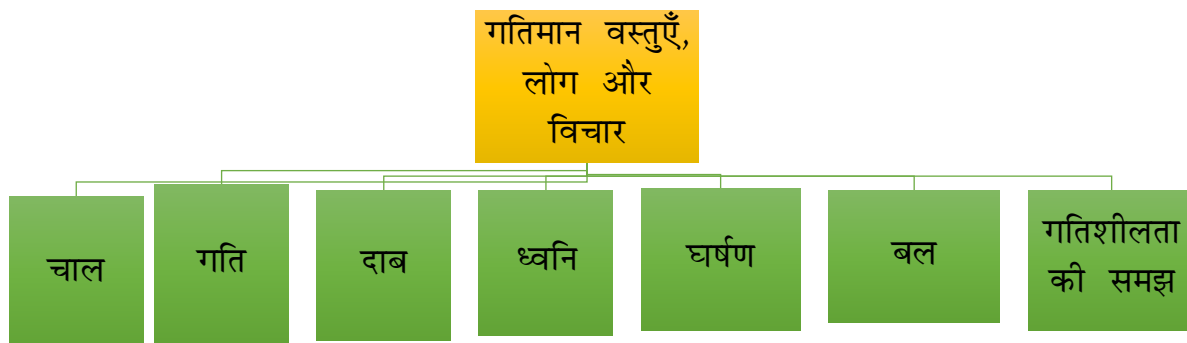 गतिमान वस्तुएँ,
लोग और
विचार
चाल
गति
दाब
ध्वनि
घर्षण
बल
गतिशीलता
की समझ